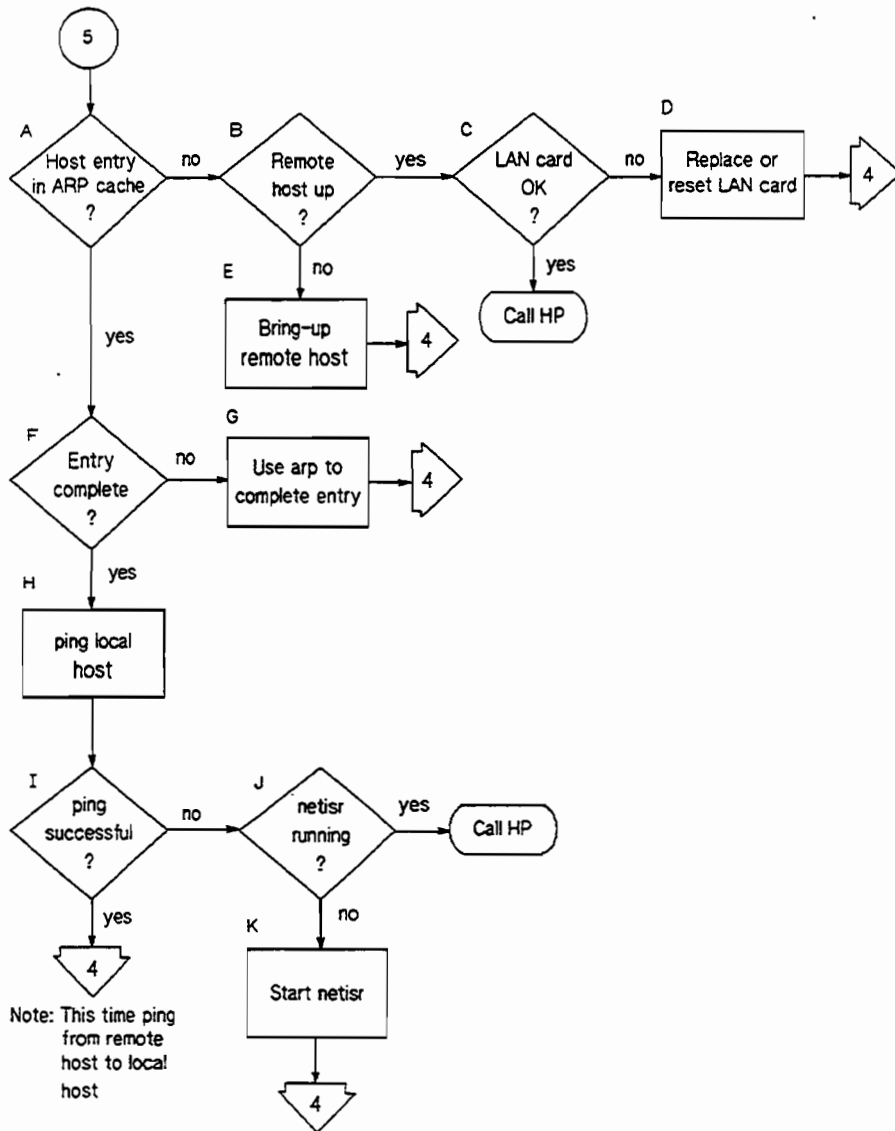 5
A
Host entry
in ARP cache
?
no
B
Remote
host up
?
yes
C
LAN card
OK
?
no
D
Replace or
reset LAN card
4
yes
no
yes
E
Bring-up
remote host
4
Call HP
F
Entry
complete
?
no
G
Use arp to
complete entry
4
yes
H
ping local
host
I
ping
successful
?
no
J
netisr
running
?
yes
Call HP
yes
no
4
K
Start netisr
4
Note: This time ping
from remote
host to local
host